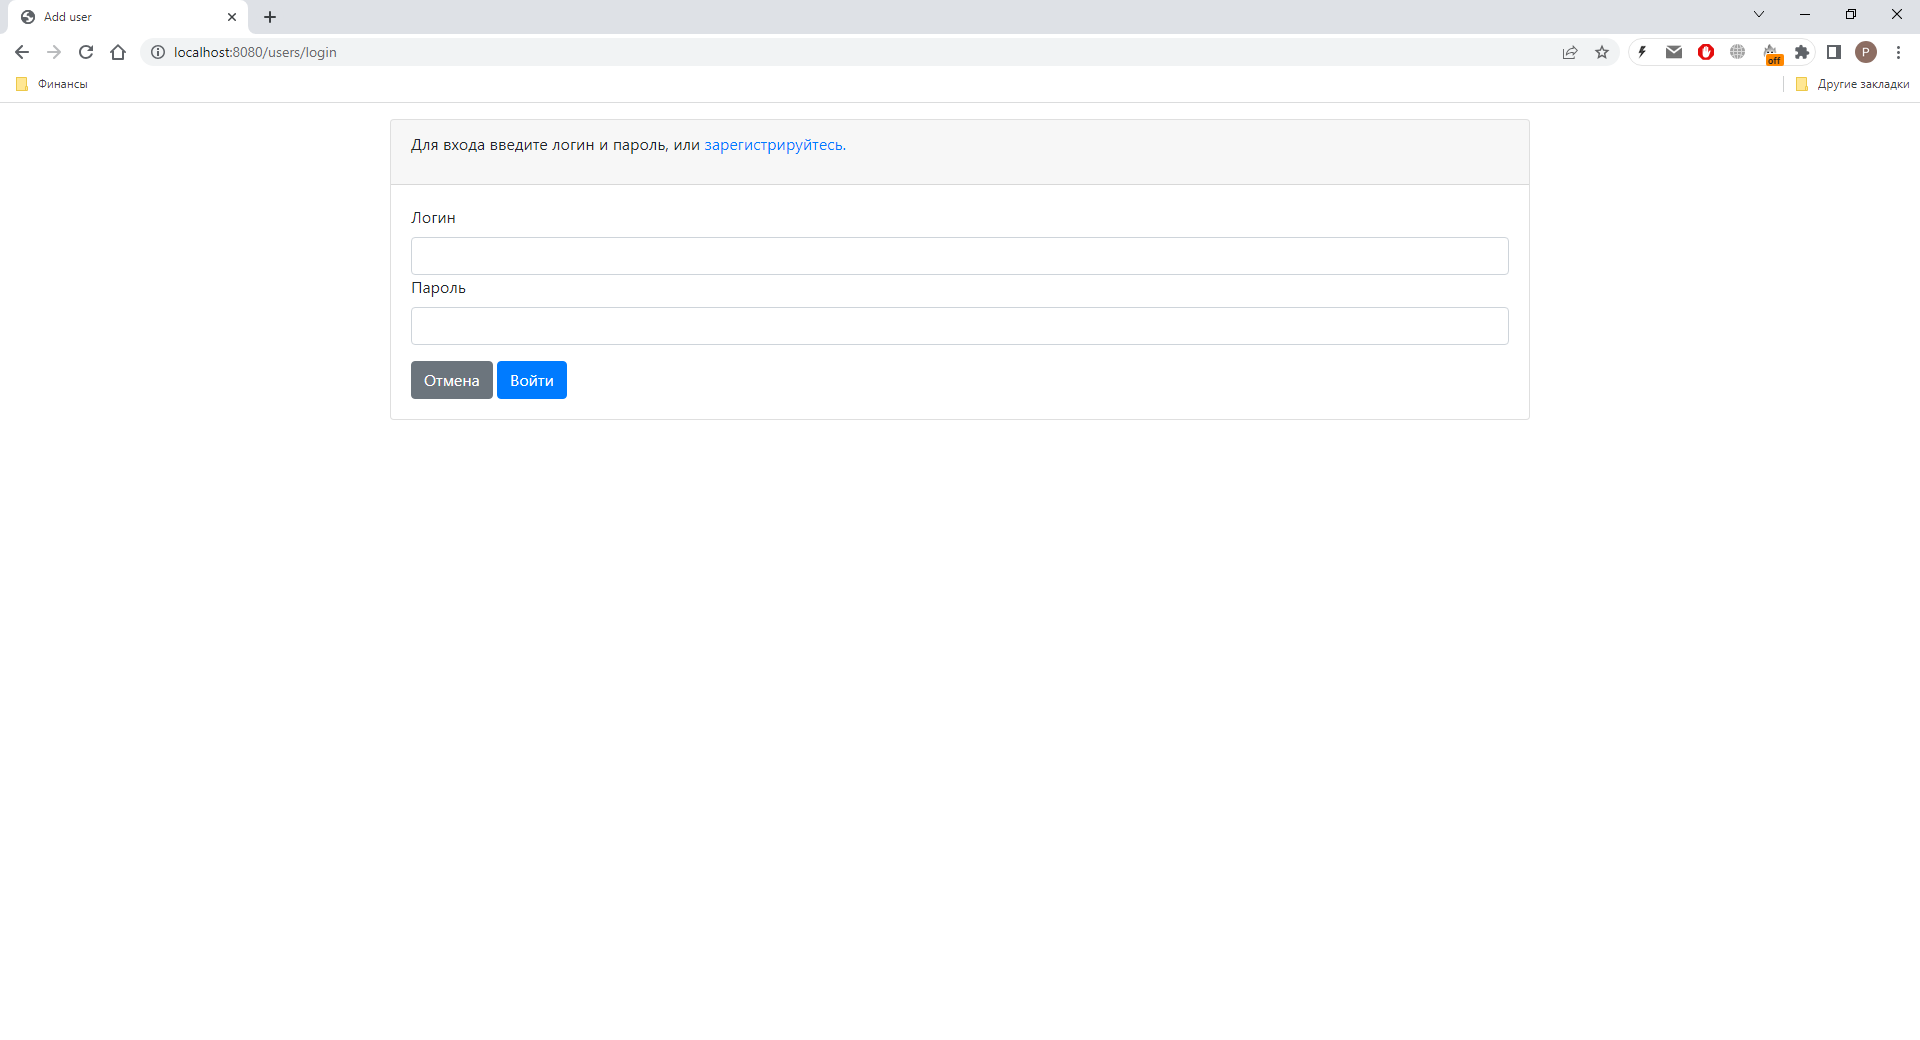 Add user
localhost:8080/users/login
off
P
Финансы
Другие закладки
Для входа введите логин и пароль, или зарегистрируйтесь.
Логин
Пароль
Отмена Войти